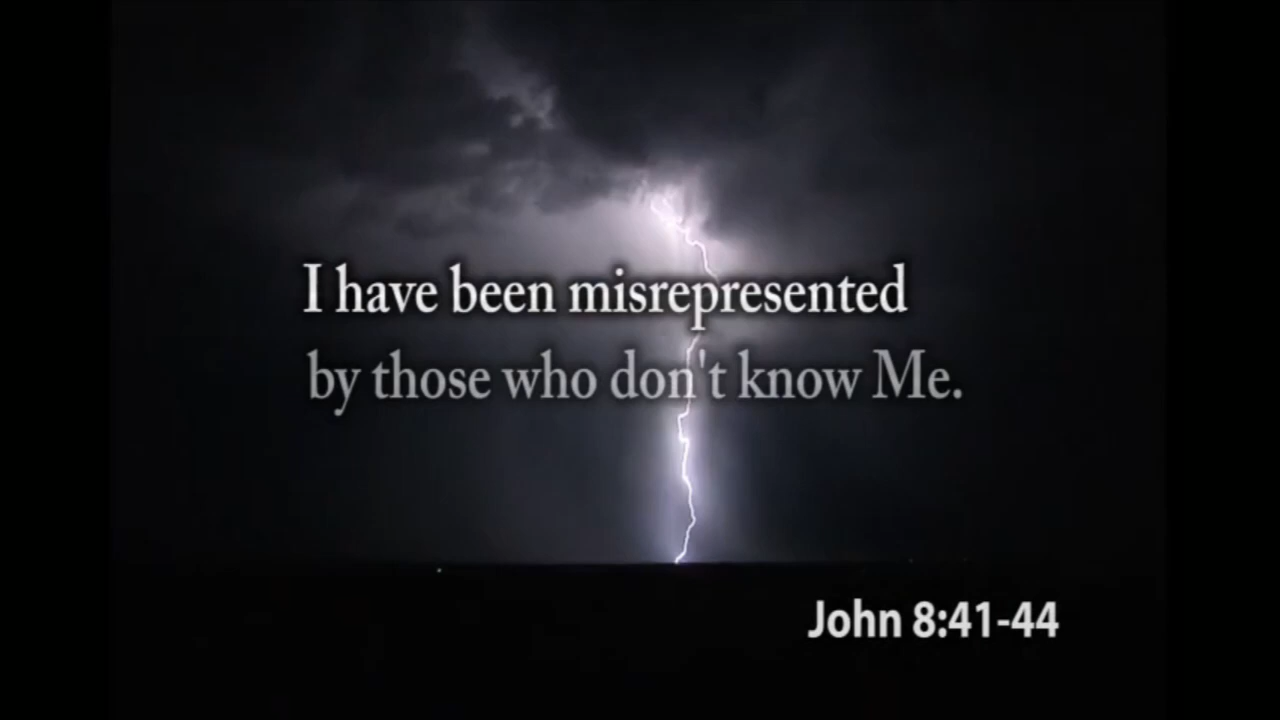 I have been misrepresented
by those who don't know Me.
John 8:41-44